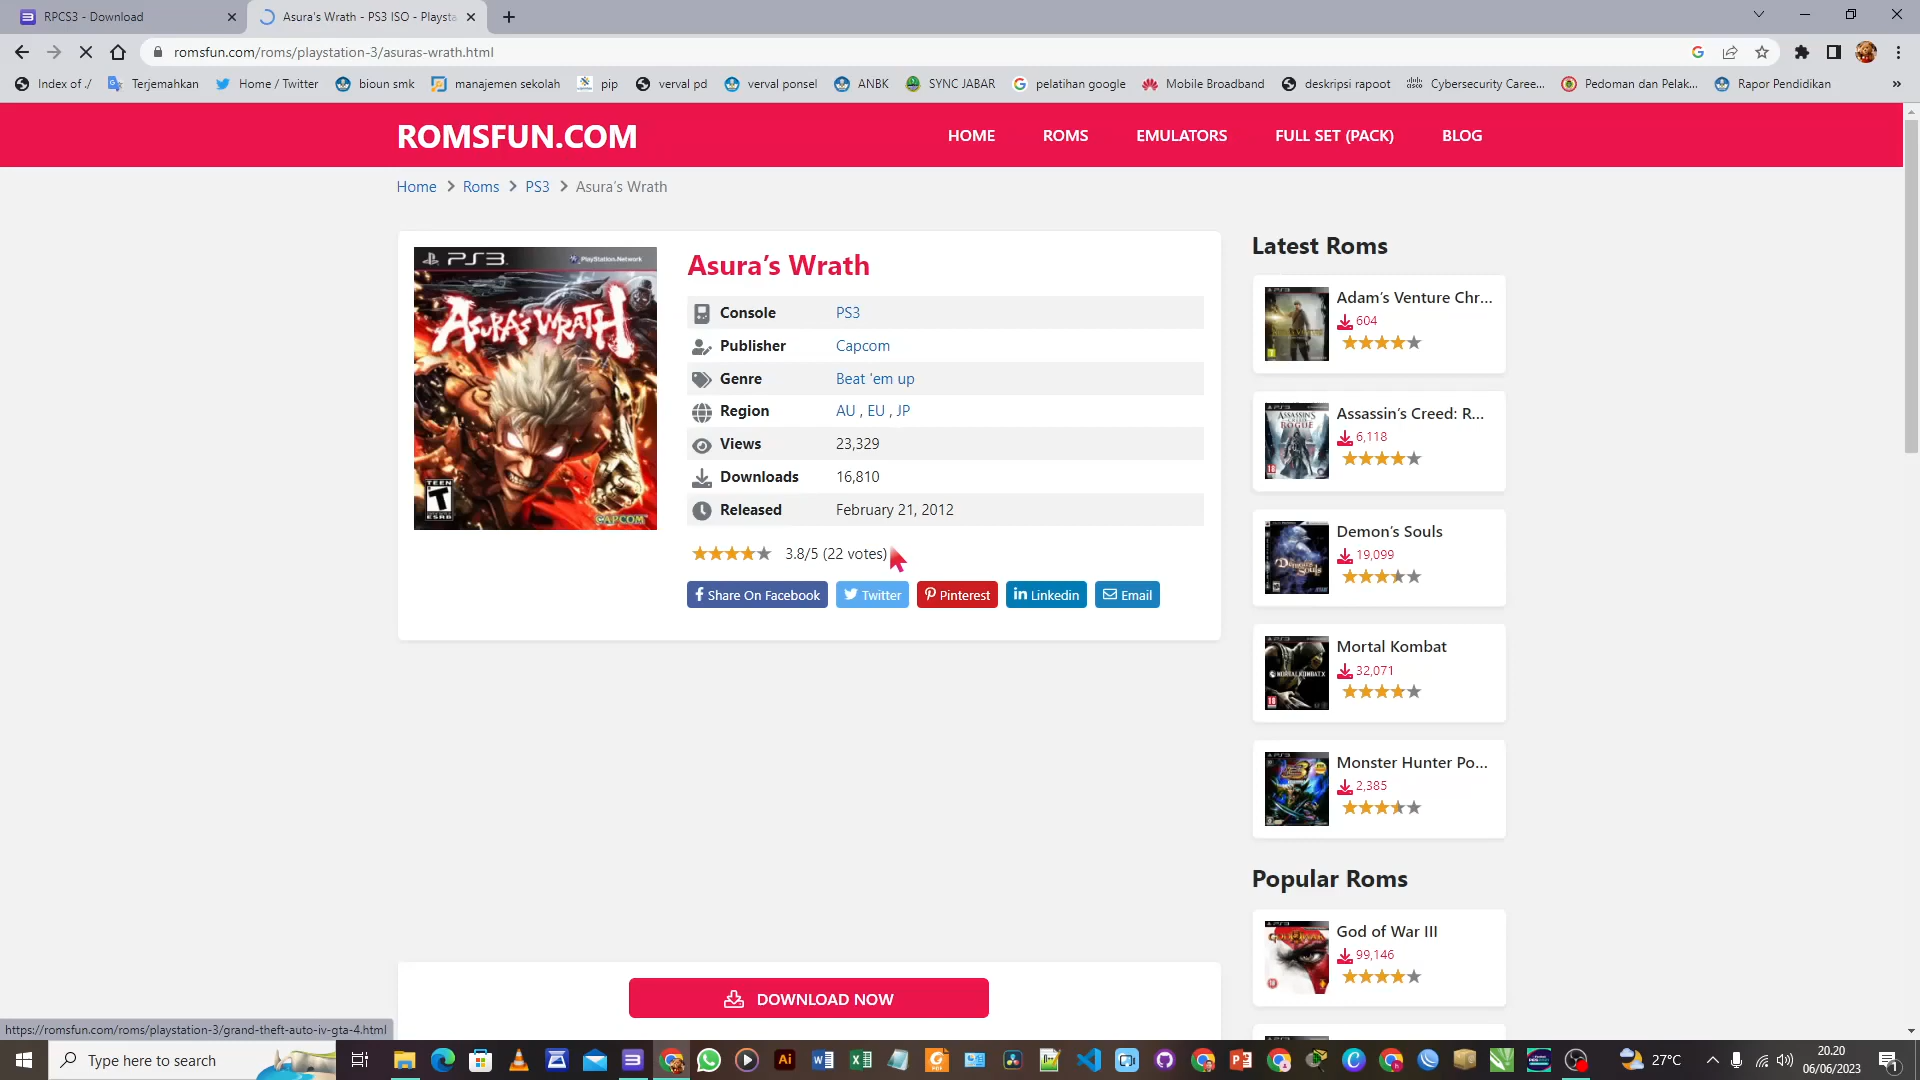 RPCS3 - Download
Asura's Wrath - PS3 ISO - Playsta
romsfun.com/roms/playstation-3/asuras-wrath.html
Index of ./
Terjemahkan
Home / Twitter
bioun smk
manajemen sekolah
pip
verval pd
verval ponsel
ANBK
SYNC JABAR
pelatihan google
Mobile Broadband
deskripsi rapoot
Cybersecurity Caree...
Pedoman dan Pelak...
Rapor Pendidikan
»
ROMSFUN.COM
HOME
ROMS
EMULATORS
FULL SET (PACK)
BLOG
Home > Roms > PS3 > Asura's Wrath
PS3
PlayStation Network
ASURA'S WRATH
TEEN
T
ESRB
CAPCOM
Asura's Wrath
Console PS3
Publisher Capcom
Genre Beat 'em up
Region AU , EU , JP
Views 23,329
Downloads 16,810
Released February 21, 2012
3.8/5 (22 votes)
Share On Facebook
Twitter
Pinterest
Linkedin
Email
DOWNLOAD NOW
Latest Roms
Adam's Venture Chr...
604
Assassin's Creed: R...
6,118
Demon's Souls
19,099
Mortal Kombat
32,071
Monster Hunter Po...
2,385
Popular Roms
God of War III
99,146
https://romsfun.com/roms/playstation-3/grand-theft-auto-iv-gta-4.html
Type here to search
27°C
20.20
06/06/2023
1